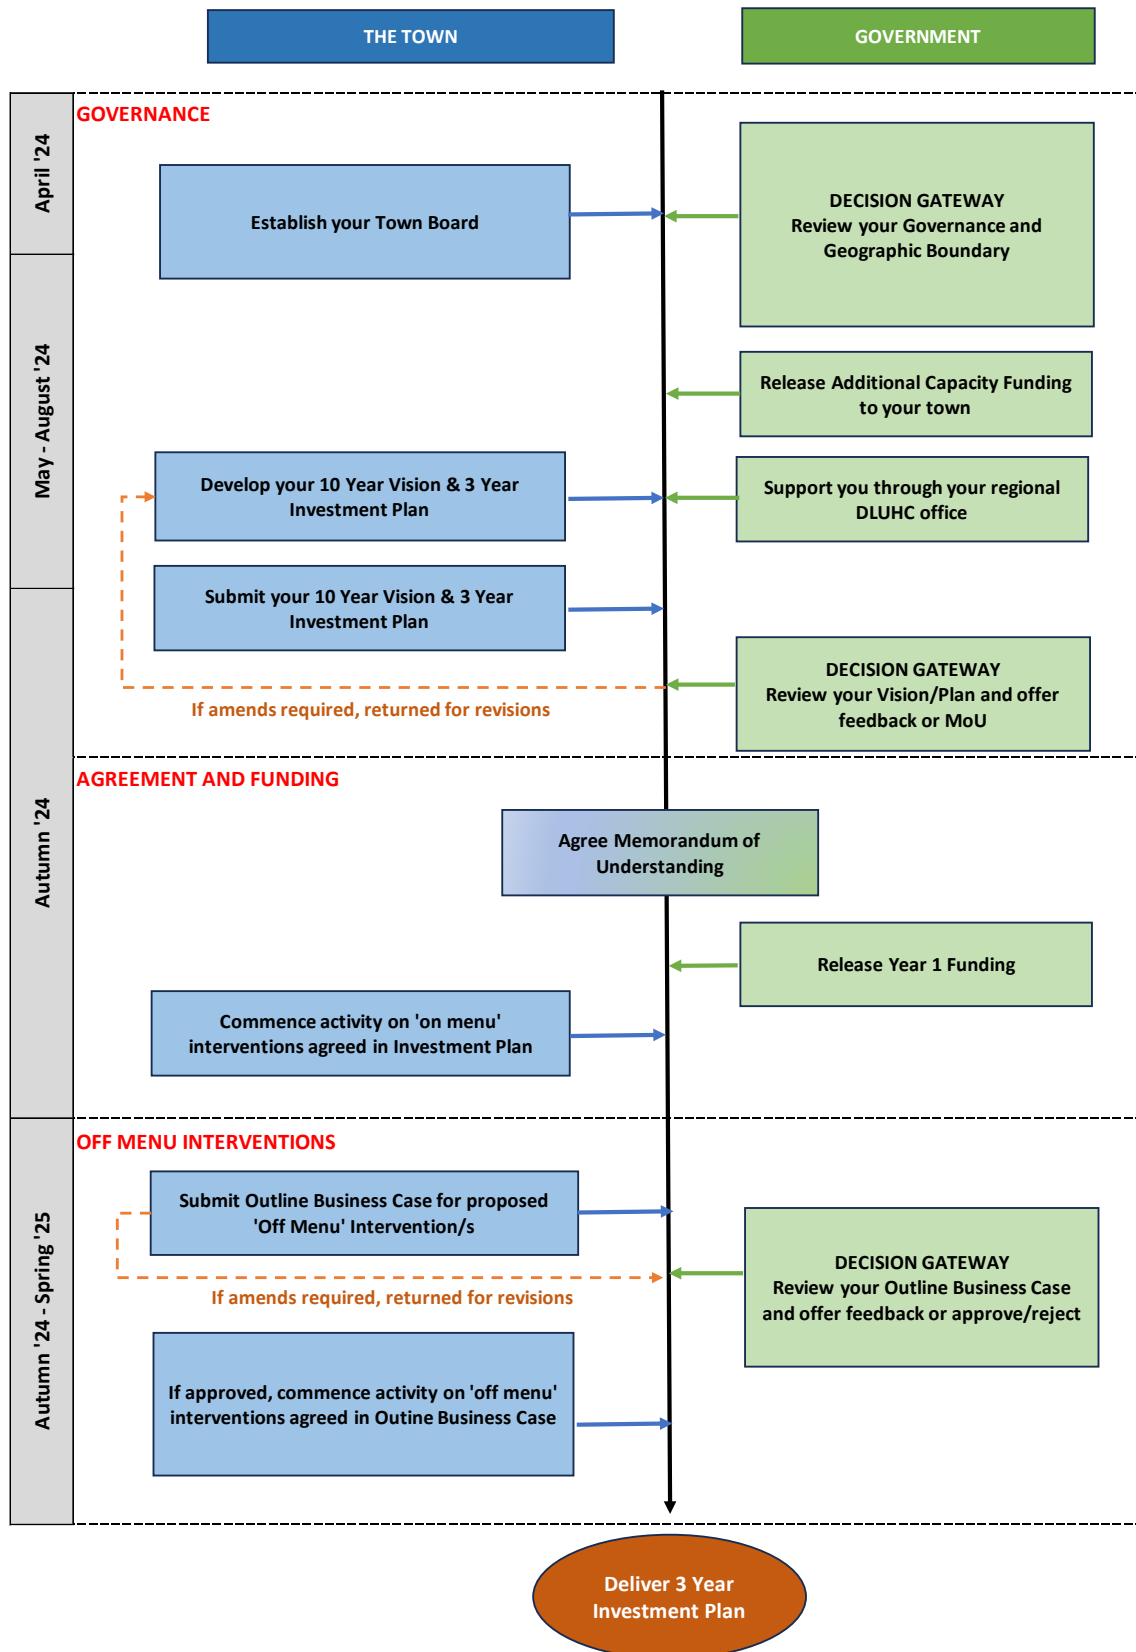 THE TOWN
GOVERNMENT
April '24
GOVERNANCE
Establish your Town Board
DECISION GATEWAY
Review your Governance and
Geographic Boundary
May - August '24
Release Additional Capacity Funding
to your town
Develop your 10 Year Vision & 3 Year
Investment Plan
Support you through your regional
DLUHC office
Submit your 10 Year Vision & 3 Year
Investment Plan
DECISION GATEWAY
Review your Vision/Plan and offer
feedback or MoU
If amends required, returned for revisions
Autumn '24
AGREEMENT AND FUNDING
Agree Memorandum of
Understanding
Release Year 1 Funding
Commence activity on 'on menu'
interventions agreed in Investment Plan
Autumn '24 - Spring '25
OFF MENU INTERVENTIONS
Submit Outline Business Case for proposed
'Off Menu' Intervention/s
DECISION GATEWAY
Review your Outline Business Case
and offer feedback or approve/reject
If amends required, returned for revisions
If approved, commence activity on 'off menu'
interventions agreed in Outine Business Case
Deliver 3 Year
Investment Plan